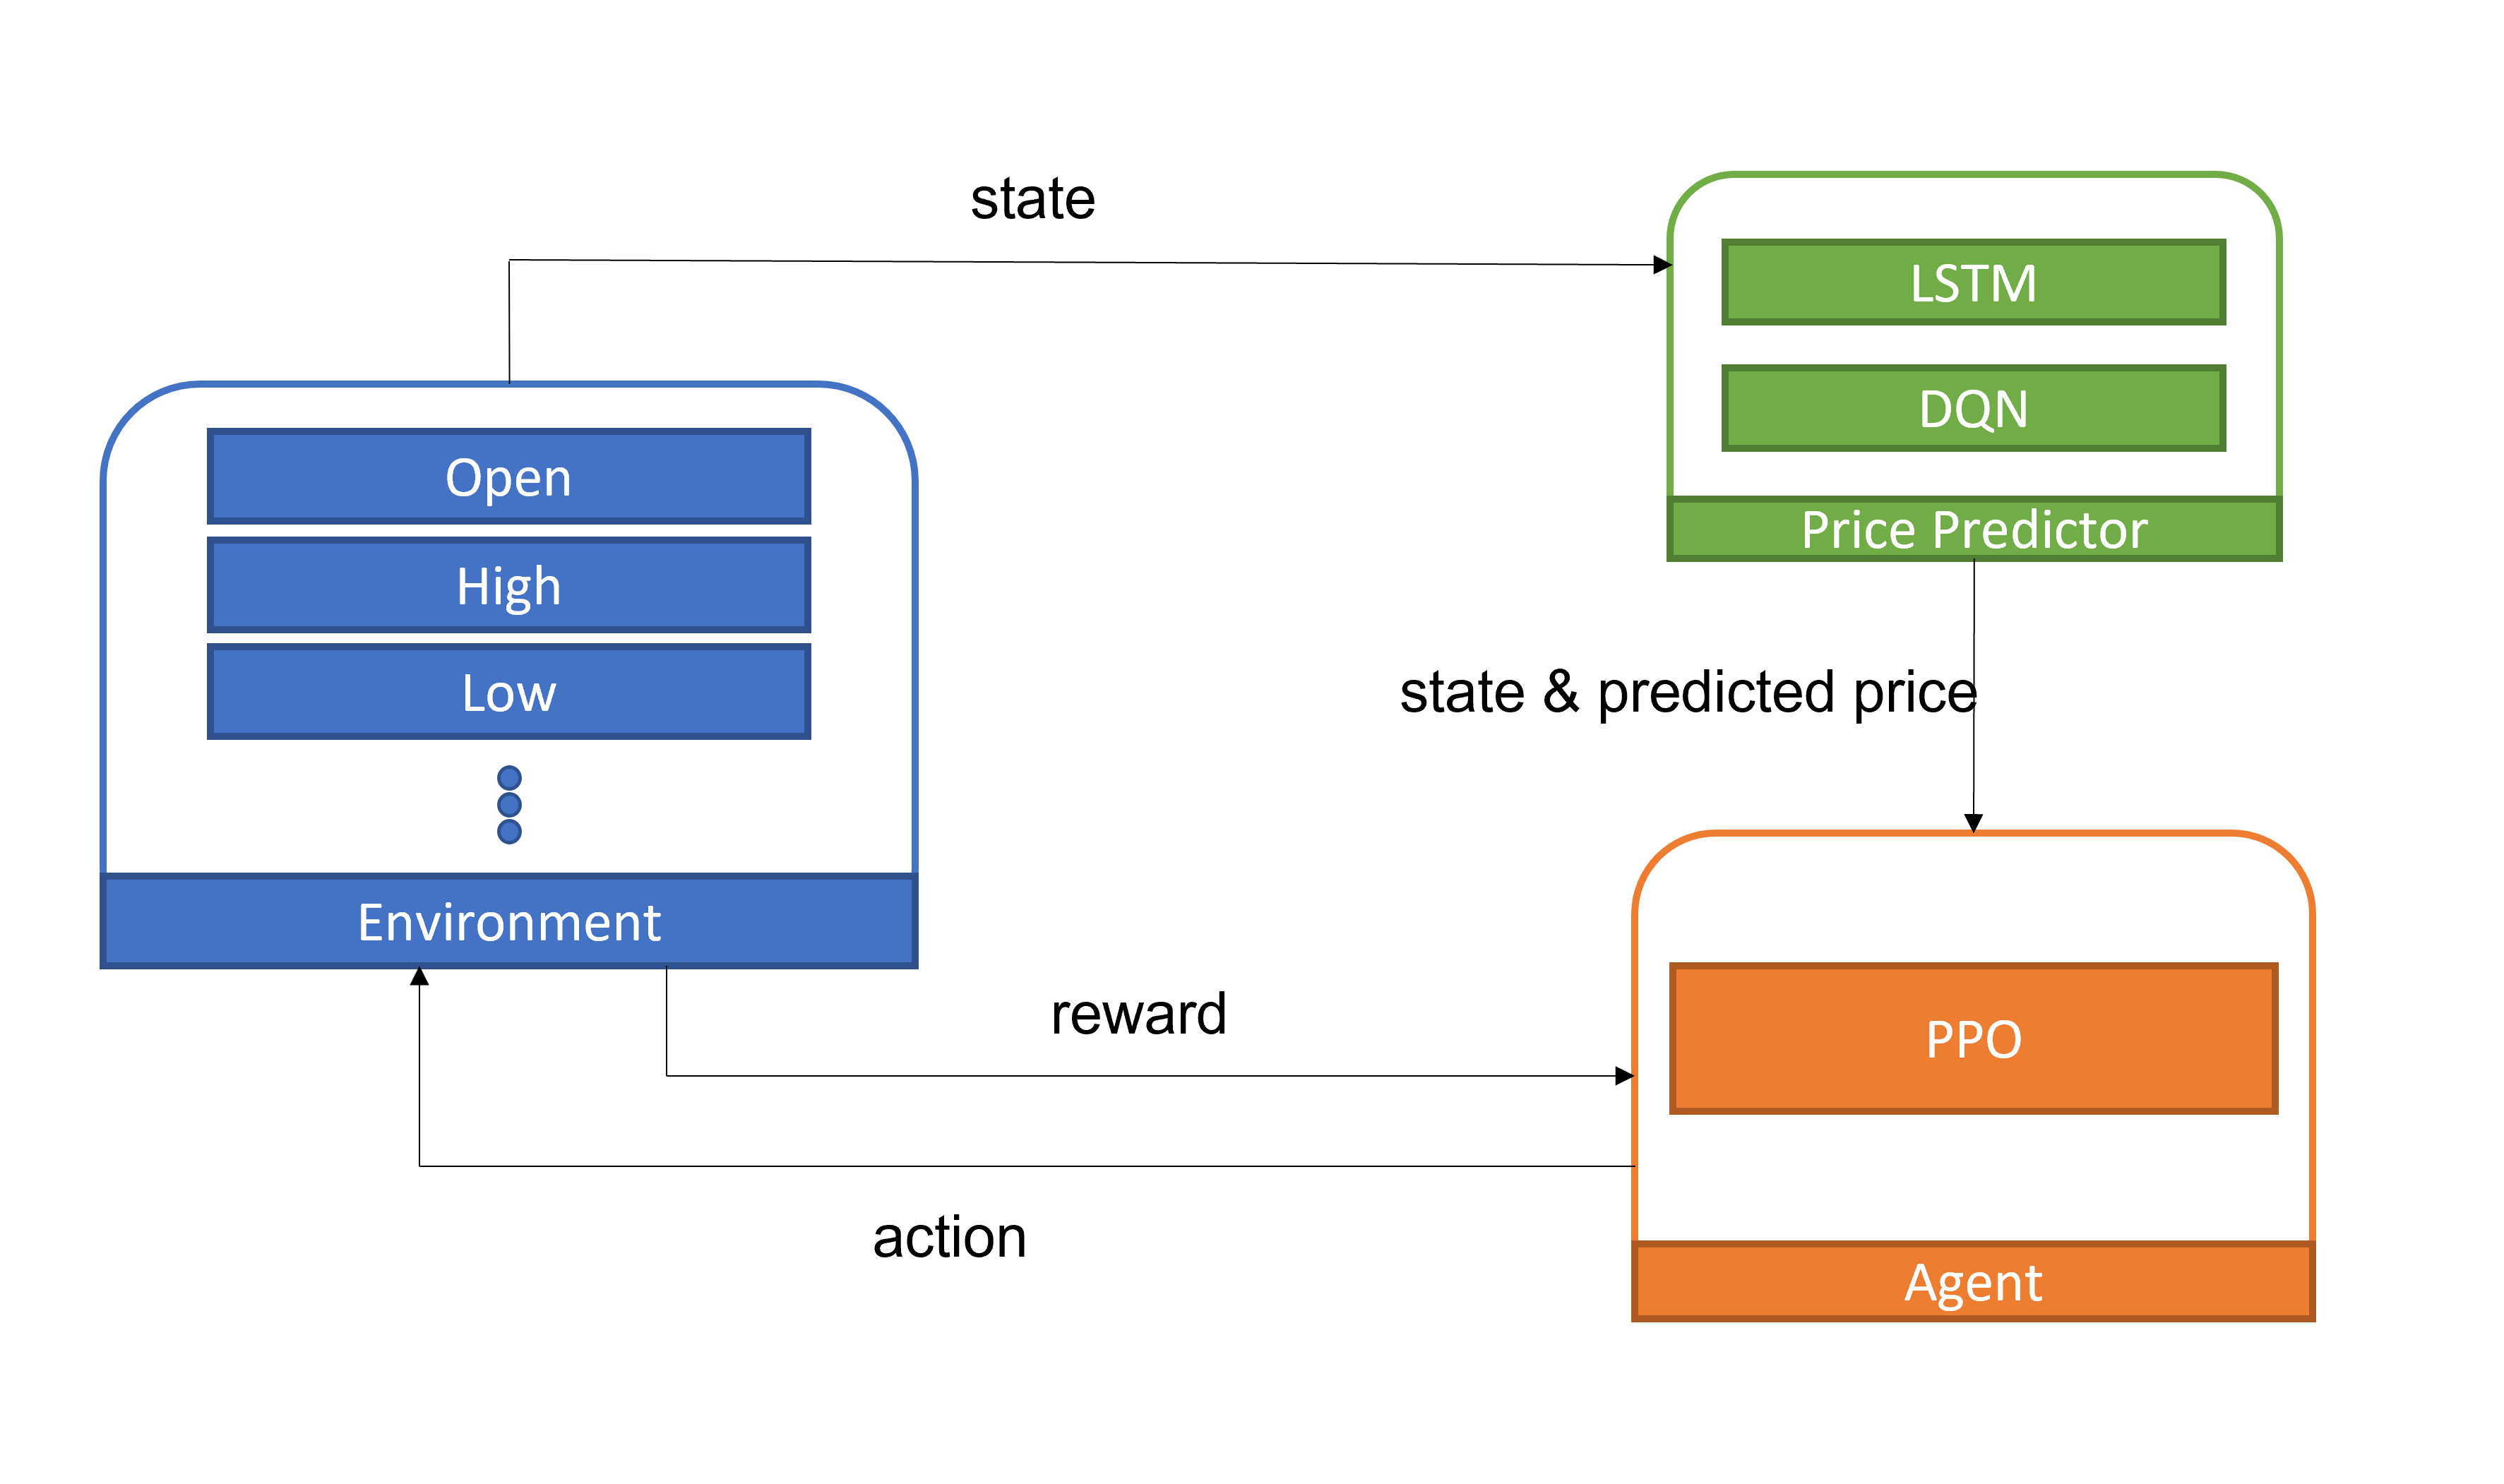 state
LSTM
DQN
Price Predictor
Open
High
Low
Environment
state & predicted price
reward
action
PPO
Agent